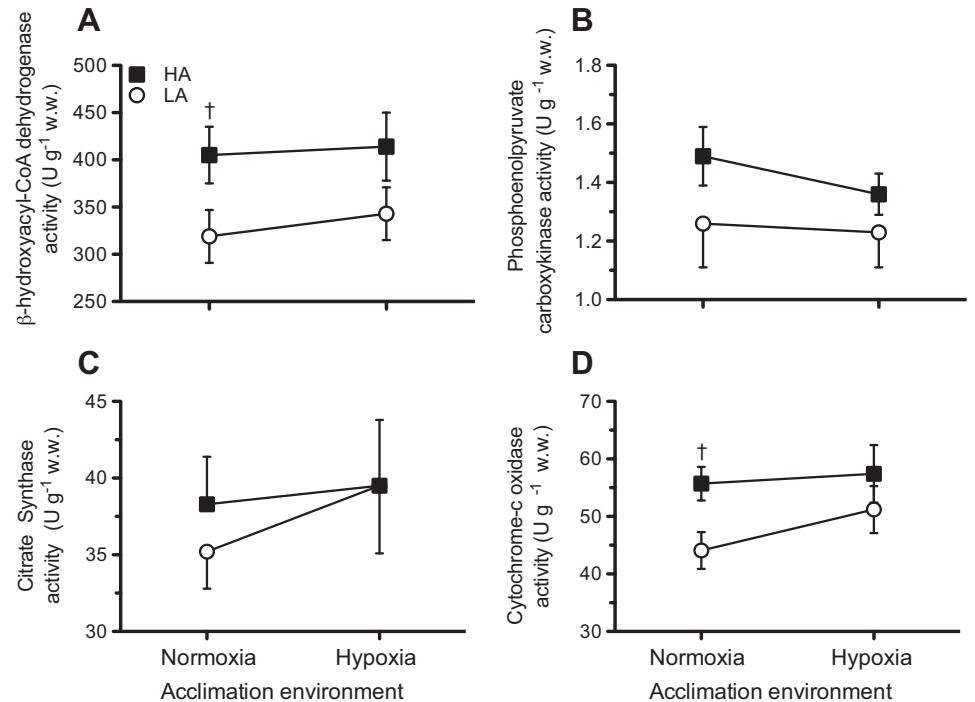 A
β-hydroxyacyl-CoA dehydrogenase
activity (U g⁻¹ w.w.)
500
450
400
350
300
250
HA
LA
†
B
Phosphoenolpyruvate
carboxykinase activity (U g ⁻¹ w.w.)
1.8
1.6
1.4
1.2
1.0
C
Citrate Synthase
activity (U g⁻¹ w.w.)
45
40
35
30
Normoxia Hypoxia
Acclimation environment
D
Cytochrome-c oxidase
activity (U g ⁻¹ w.w.)
70
60
50
40
30
†
Normoxia Hypoxia
Acclimation environment